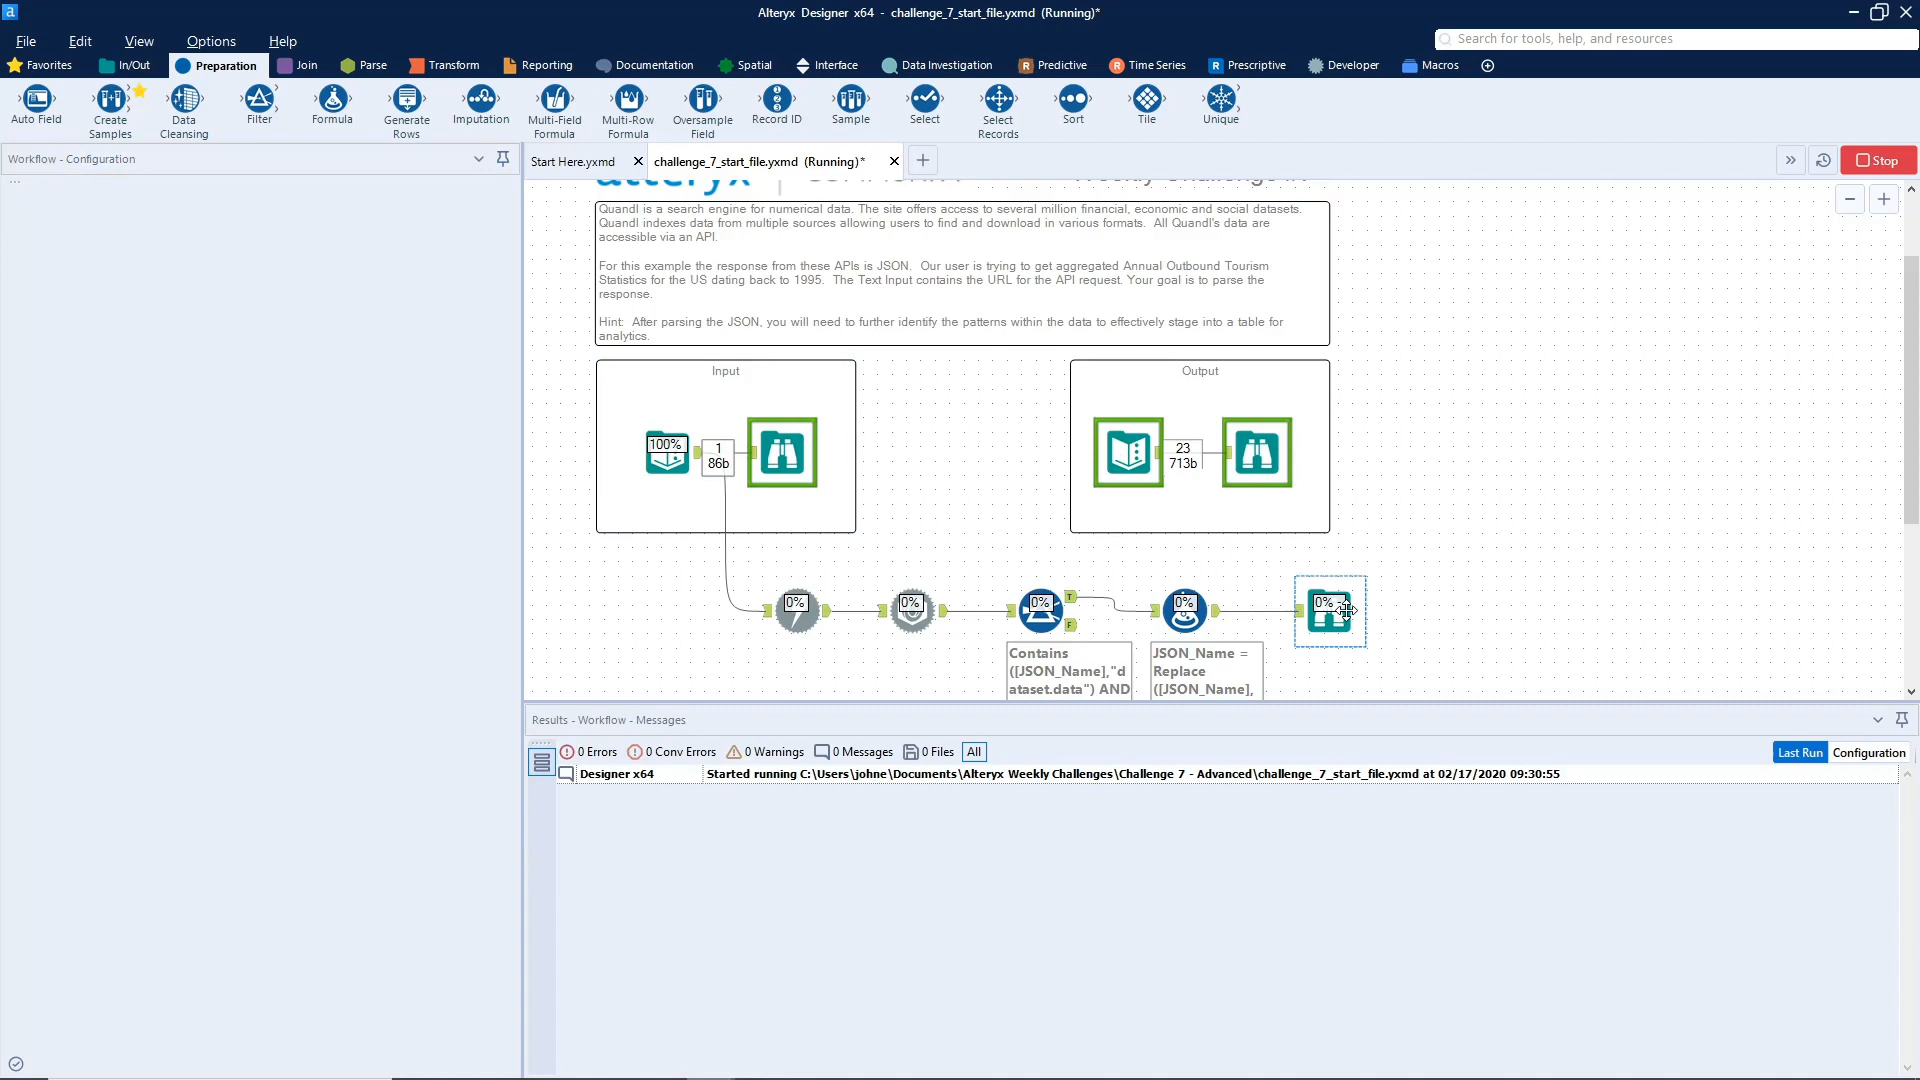 a
Alteryx Designer x64 - challenge_7_start_file.yxmd (Running)*
File Edit View Options Help
Search for tools, help, and resources
Favorites In/Out Preparation Join Parse Transform Reporting Documentation Spatial Interface Data Investigation R Predictive R Time Series R Prescriptive Developer Macros
Auto Field
Create
Samples
Data
Cleansing
Filter
Formula
Generate
Rows
Imputation
Multi-Field
Formula
Multi-Row
Formula
Oversample
Field
Record ID
Sample
Select
Select
Records
Sort
Tile
Unique
Workflow - Configuration
Start Here.yxmd
challenge_7_start_file.yxmd (Running)*
Stop
Quandl is a search engine for numerical data. The site offers access to several million financial, economic and social datasets.
Quandl indexes data from multiple sources allowing users to find and download in various formats. All Quandl's data are
accessible via an API.
For this example the response from these APIs is JSON. Our user is trying to get aggregated Annual Outbound Tourism
Statistics for the US dating back to 1995. The Text Input contains the URL for the API request. Your goal is to parse the
response.
Hint: After parsing the JSON, you will need to further identify the patterns within the data to effectively stage into a table for
analytics.
Input
100%
1
86b
Output
23
713b
0%
0%
0%
T
F
0%
0%
Contains
([JSON_Name],"d
ataset.data") AND
JSON_Name =
Replace
([JSON_Name],
Results - Workflow - Messages
0 Errors 0 Conv Errors 0 Warnings 0 Messages 0 Files All
Last Run Configuration
Designer x64 Started running C:\Users\johne\Documents\Alteryx Weekly Challenges\Challenge 7 - Advanced\challenge_7_start_file.yxmd at 02/17/2020 09:30:55